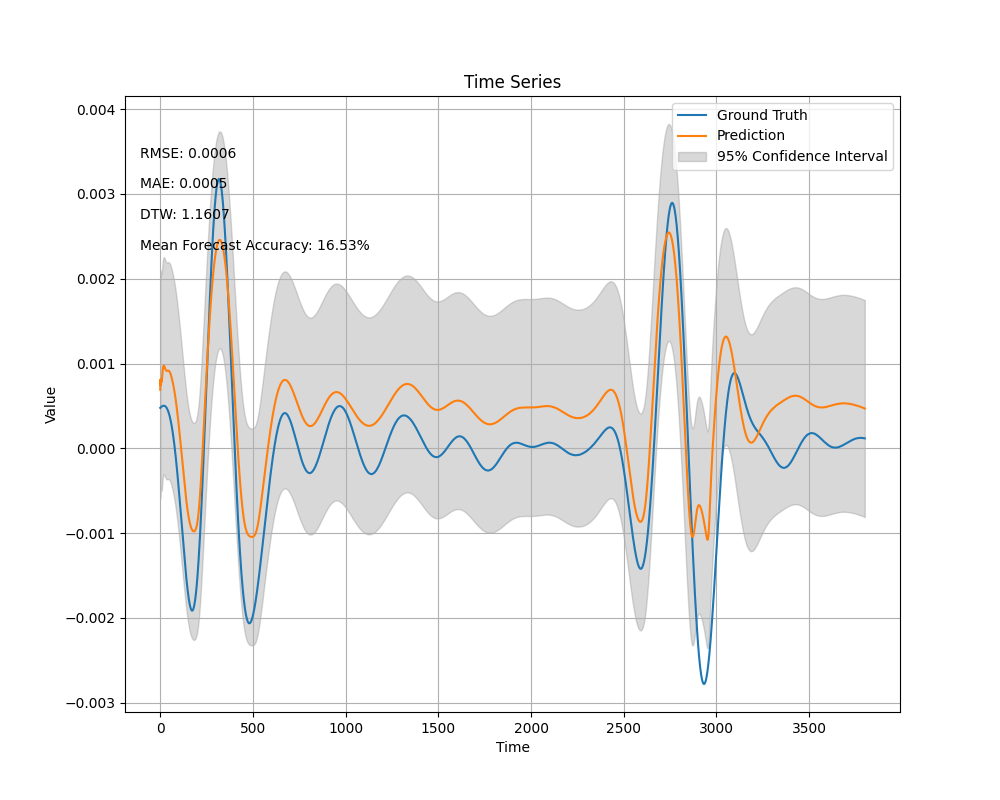 Time Series
Ground Truth
Prediction
95% Confidence Interval
RMSE: 0.0006
MAE: 0.0005
DTW: 1.1607
Mean Forecast Accuracy: 16.53%
0.004
0.003
0.002
0.001
0.000
−0.001
−0.002
−0.003
Value
0 500 1000 1500 2000 2500 3000 3500
Time